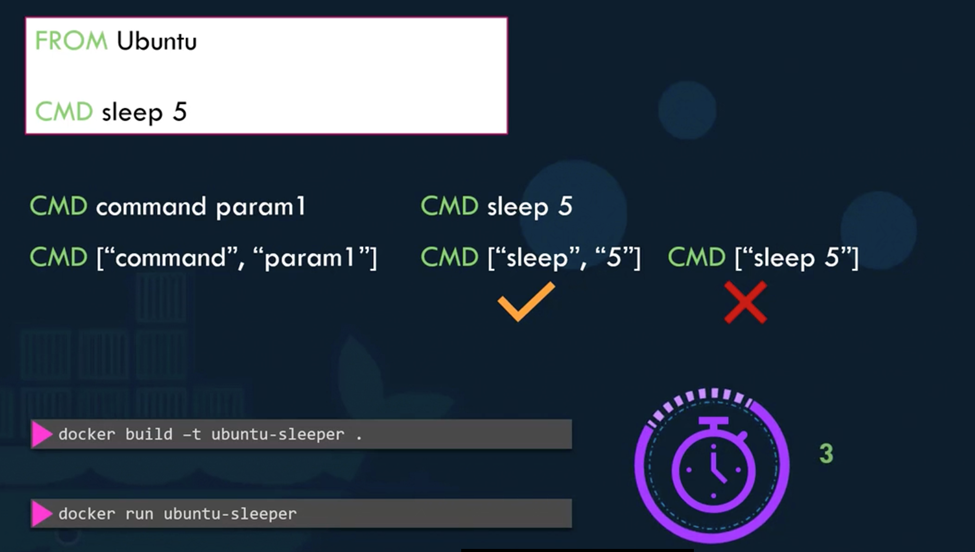 FROM Ubuntu
CMD sleep 5
CMD command param1
CMD sleep 5
CMD [“command”, “param1”]
CMD [“sleep”, “5”]
CMD [“sleep 5”]
docker build –t ubuntu-sleeper .
3
docker run ubuntu-sleeper